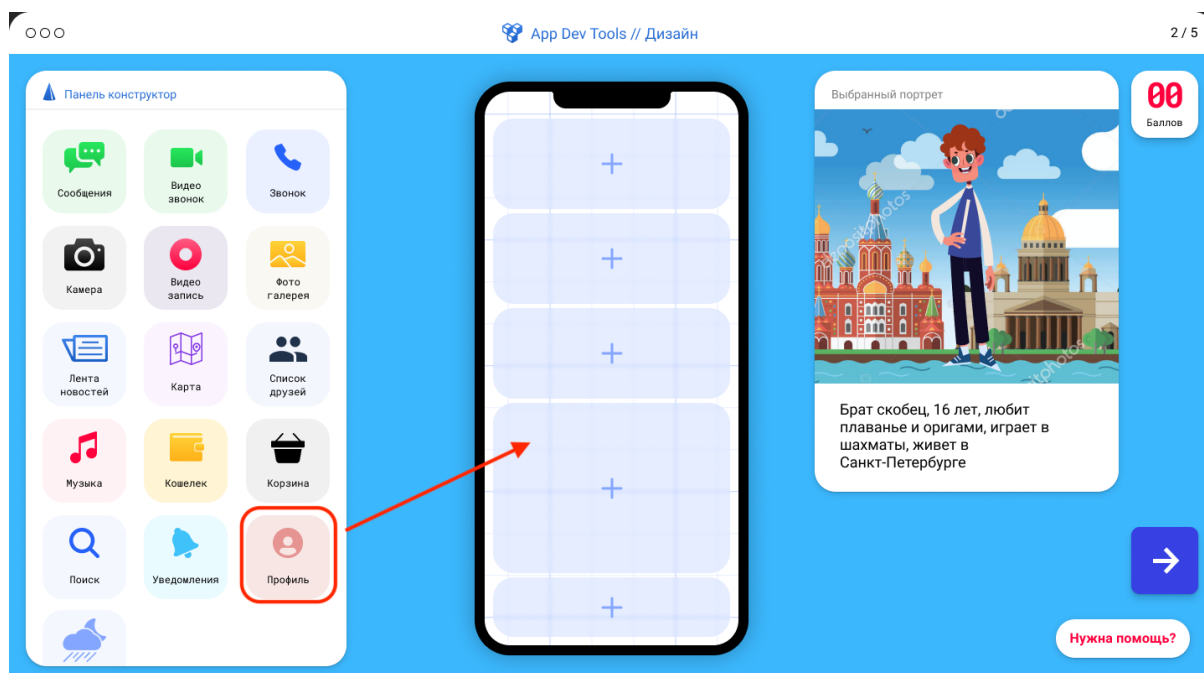 App Dev Tools // Дизайн
2 / 5
Панель конструктор
Сообщения
Видео
звонок
Звонок
Камера
Видео
запись
Фото
галерея
Лента
новостей
Карта
Список
друзей
Музыка
Кошелек
Корзина
Поиск
Уведомления
Профиль
Выбранный портрет
depositphotos
Брат скобец, 16 лет, любит
плаванье и оригами, играет в
шахматы, живет в
Санкт-Петербурге
00
Баллов
Нужна помощь?